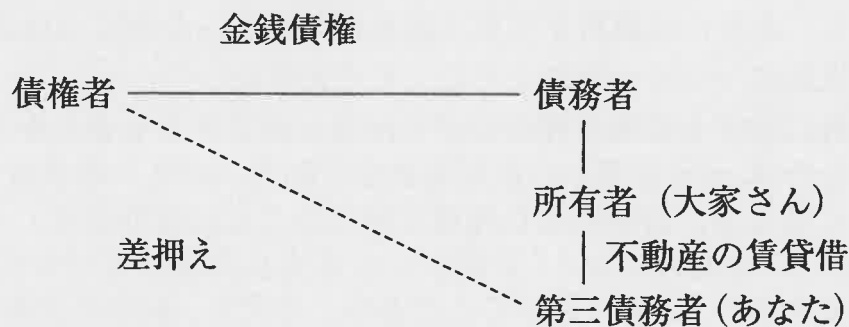 金銭債権
債権者
債務者
所有者（大家さん）
差押え
不動産の賃貸借
第三債務者（あなた）